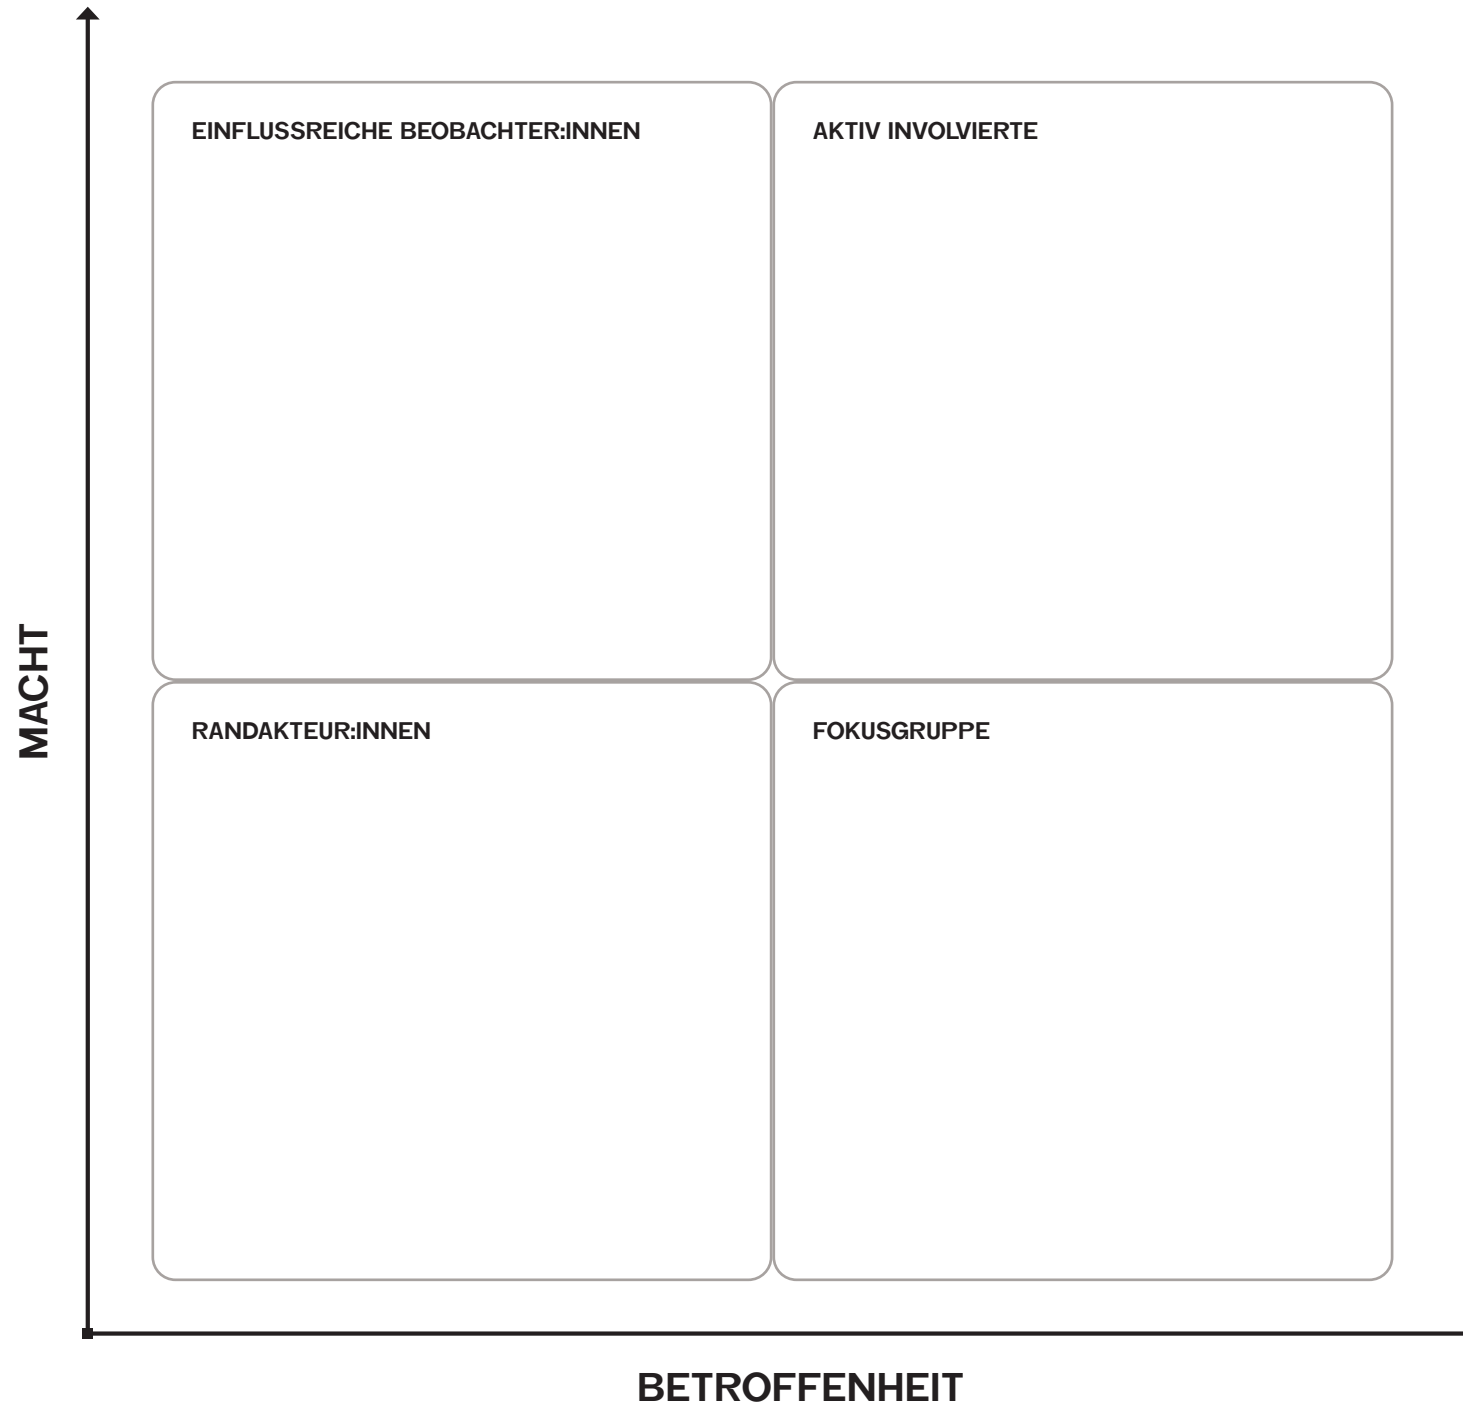 EINFLUSSREICHE BEOBACHTER:INNEN
AKTIV INVOLVIERTE
MACHT
RANDAKTEUR:INNEN
FOKUSGRUPPE
BETROFFENHEIT